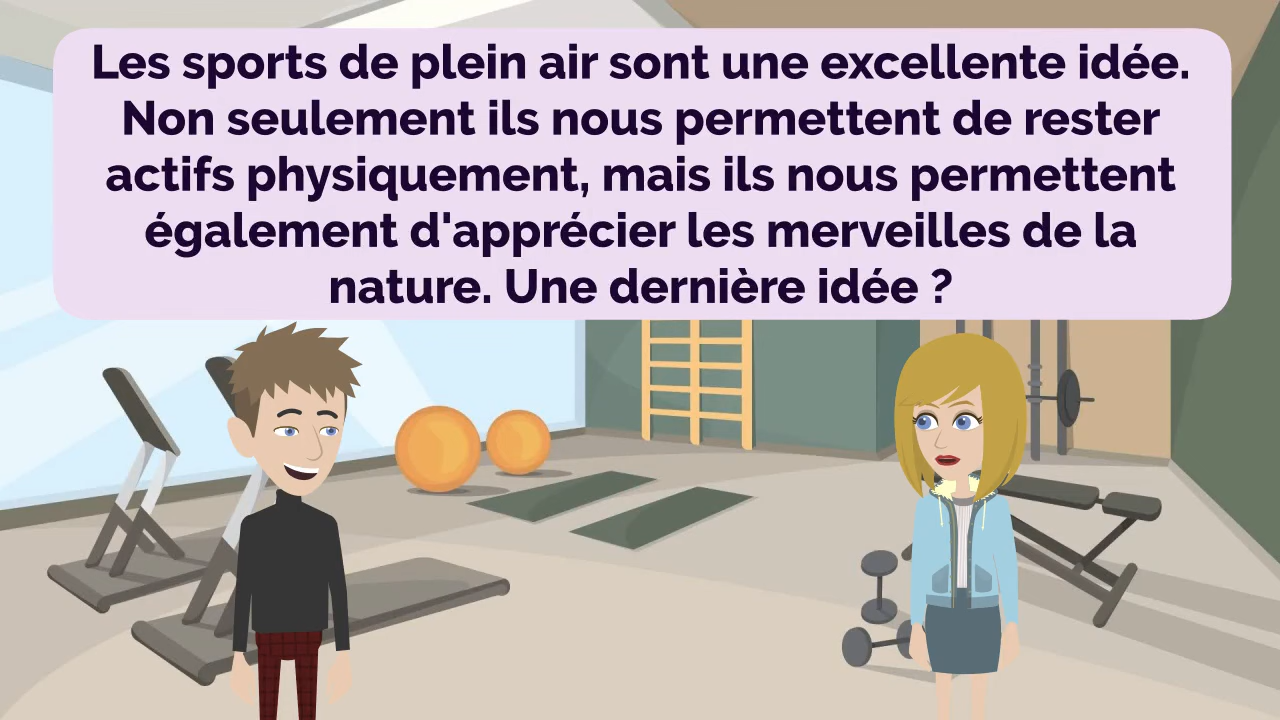 Les sports de plein air sont une excellente idée.
Non seulement ils nous permettent de rester
actifs physiquement, mais ils nous permettent
également d'apprécier les merveilles de la
nature. Une dernière idée ?